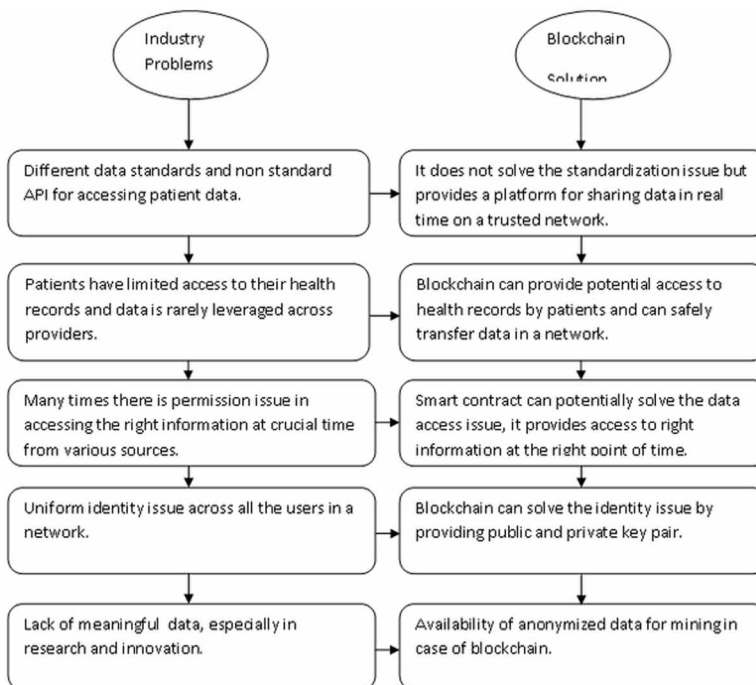 Industry
Problems
Blockchain
Solution
Different data standards and non standard
API for accessing patient data.
It does not solve the standardization issue but
provides a platform for sharing data in real
time on a trusted network.
Patients have limited access to their health
records and data is rarely leveraged across
providers.
Blockchain can provide potential access to
health records by patients and can safely
transfer data in a network.
Many times there is permission issue in
accessing the right information at crucial time
from various sources.
Smart contract can potentially solve the data
access issue, it provides access to right
information at the right point of time.
Uniform identity issue across all the users in a
network.
Blockchain can solve the identity issue by
providing public and private key pair.
Lack of meaningful data, especially in
research and innovation.
Availability of anonymized data for mining in
case of blockchain.